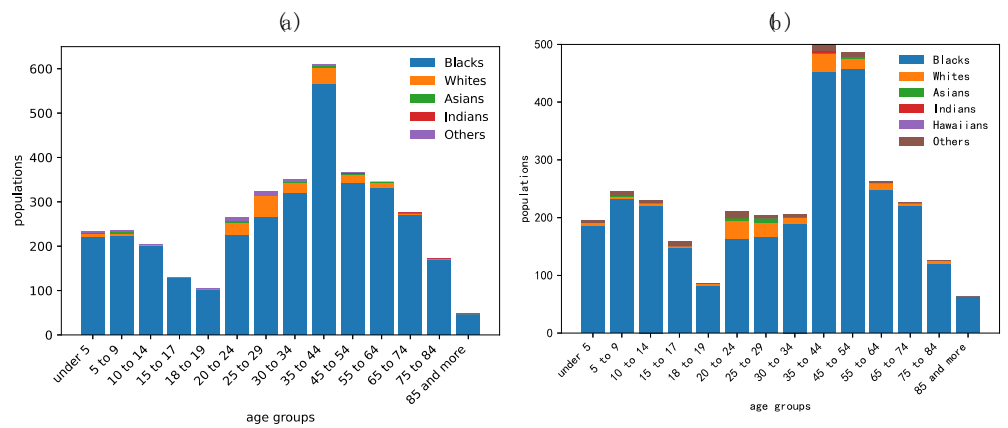 (a)
600
500
400
300
200
100
0
populations
Blacks
Whites
Asians
Indians
Others
under 5
5 to 9
10 to 14
15 to 17
18 to 19
20 to 24
25 to 29
30 to 34
35 to 44
45 to 54
55 to 64
65 to 74
75 to 84
85 and more
age groups
(b)
500
400
300
200
100
0
populations
Blacks
Whites
Asians
Indians
Hawaiians
Others
under 5
5 to 9
10 to 14
15 to 17
18 to 19
20 to 24
25 to 29
30 to 34
35 to 44
45 to 54
55 to 64
65 to 74
75 to 84
85 and more
age groups